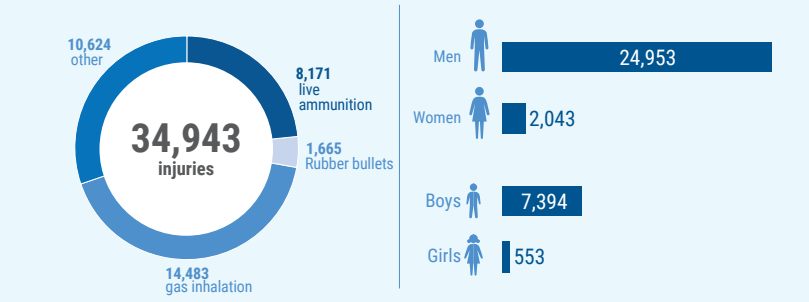 10,624
other
8,171
live
ammunition
34,943
injuries
1,665
Rubber bullets
14,483
gas inhalation
Men
24,953
Women
2,043
Boys
7,394
Girls
553